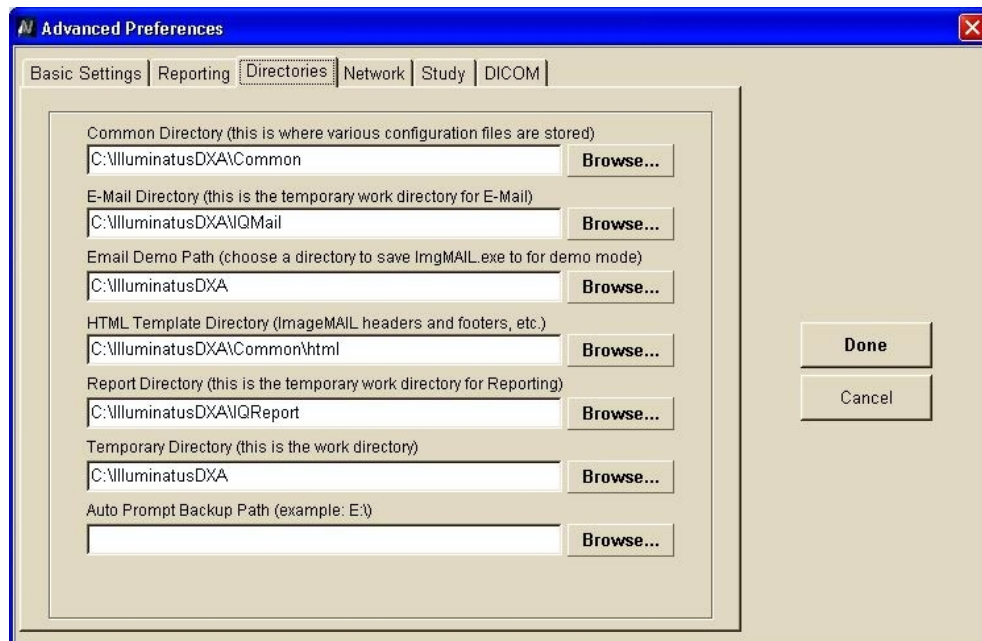 Advanced Preferences
Basic Settings Reporting Directories Network Study DICOM
Common Directory (this is where various configuration files are stored)
C:\IlluminatusDXA\Common Browse...
E-Mail Directory (this is the temporary work directory for E-Mail)
C:\IlluminatusDXA\IQMail Browse...
Email Demo Path (choose a directory to save ImgMAIL.exe to for demo mode)
C:\IlluminatusDXA Browse...
HTML Template Directory (ImageMAIL headers and footers, etc.)
C:\IlluminatusDXA\Common\html Browse...
Done
Report Directory (this is the temporary work directory for Reporting)
C:\IlluminatusDXA\IQReport Browse...
Cancel
Temporary Directory (this is the work directory)
C:\IlluminatusDXA Browse...
Auto Prompt Backup Path (example: E:\)
Browse...